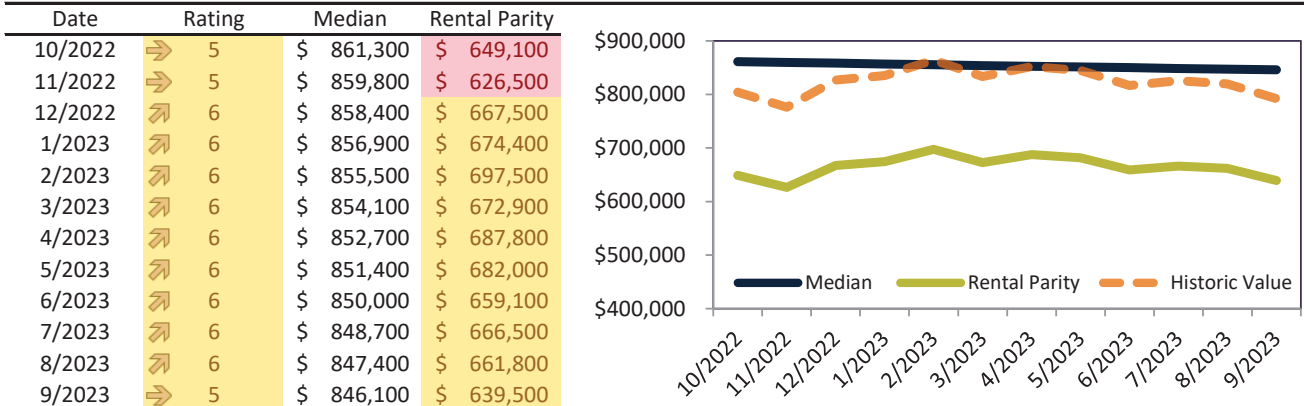 Date Rating Median Rental Parity
10/2022 5 $ 861,300 $ 649,100
11/2022 5 $ 859,800 $ 626,500
12/2022 6 $ 858,400 $ 667,500
1/2023 6 $ 856,900 $ 674,400
2/2023 6 $ 855,500 $ 697,500
3/2023 6 $ 854,100 $ 672,900
4/2023 6 $ 852,700 $ 687,800
5/2023 6 $ 851,400 $ 682,000
6/2023 6 $ 850,000 $ 659,100
7/2023 6 $ 848,700 $ 666,500
8/2023 6 $ 847,400 $ 661,800
9/2023 5 $ 846,100 $ 639,500
$900,000
$800,000
$700,000
$600,000
$500,000
$400,000
Median Rental Parity Historic Value
10/2022 11/2022 12/2022 1/2023 2/2023 3/2023 4/2023 5/2023 6/2023 7/2023 8/2023 9/2023